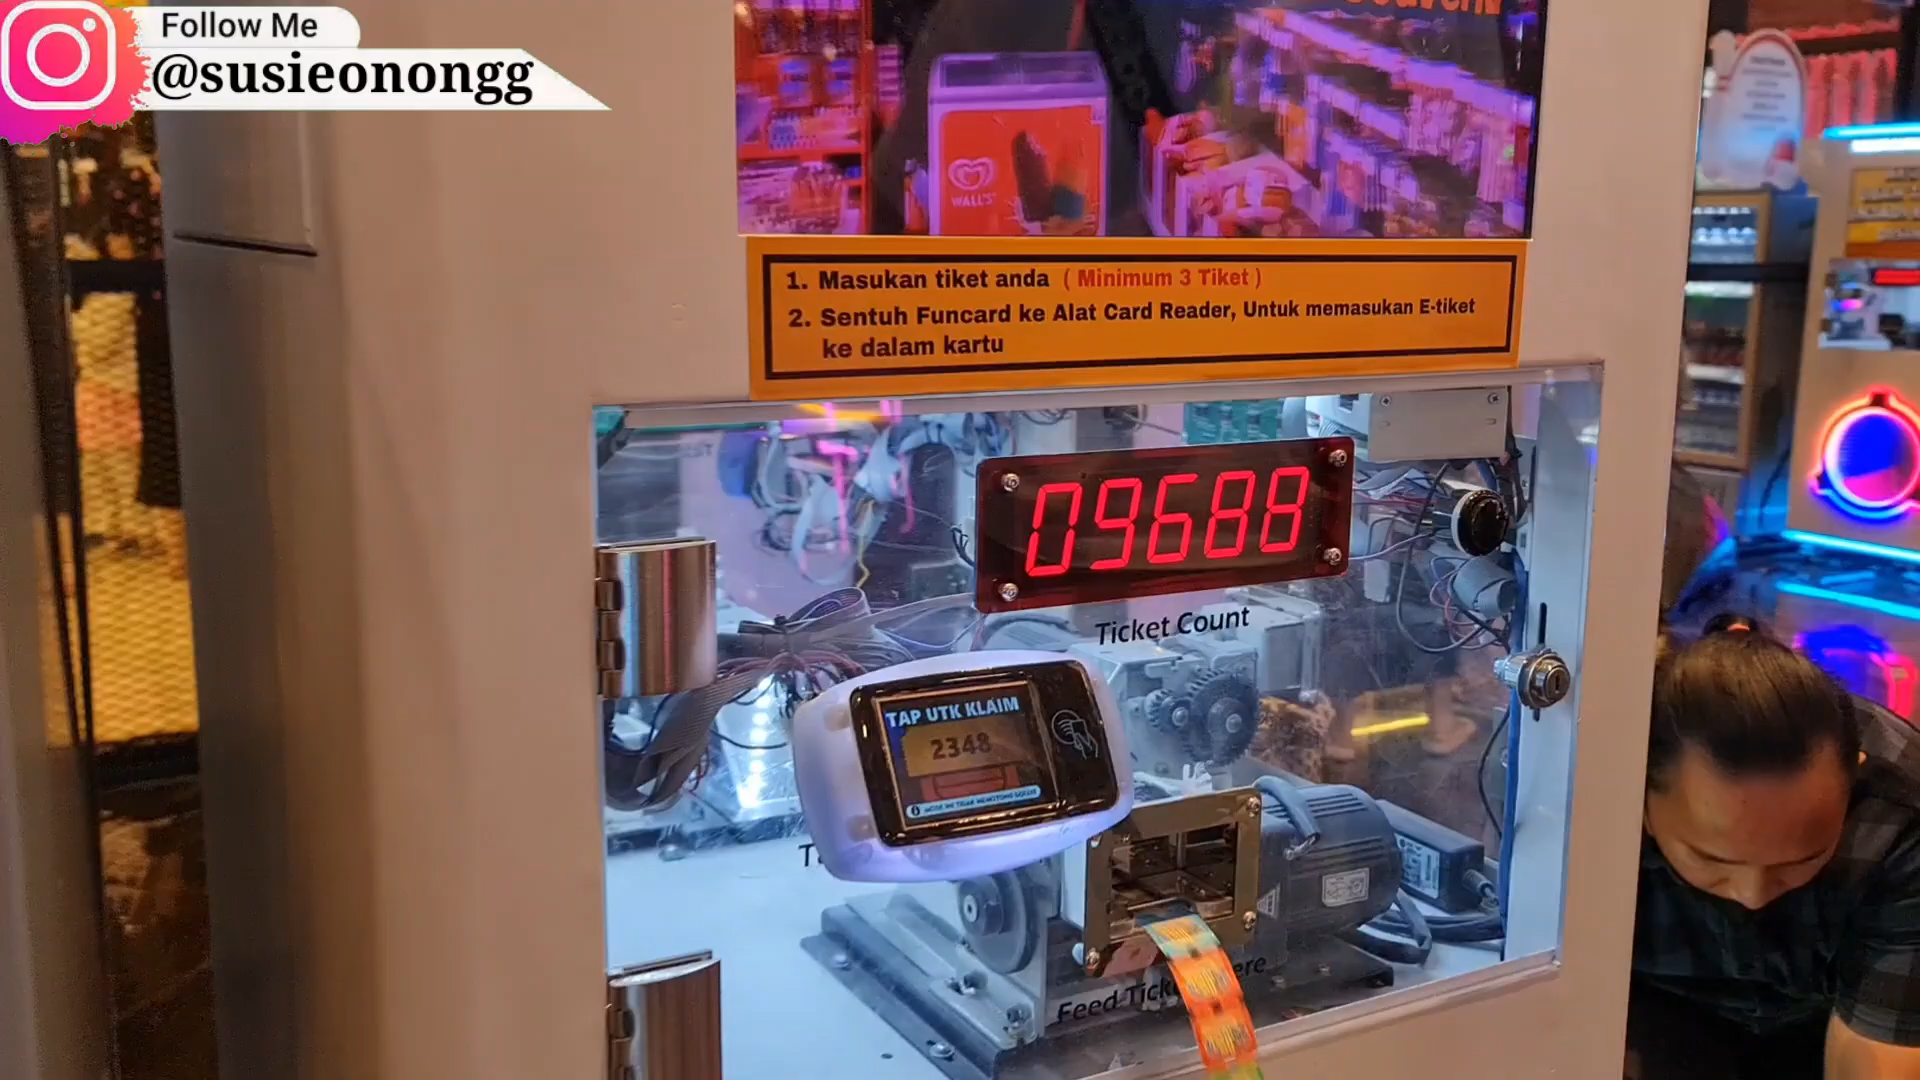 Follow Me
@susieonongg
WALL'S
1. Masukan tiket anda ( Minimum 3 Tiket )
2. Sentuh Funcard ke Alat Card Reader, Untuk memasukan E-tiket
ke dalam kartu
09688
Ticket Count
TAP UTK KLAIM
2348
Feed